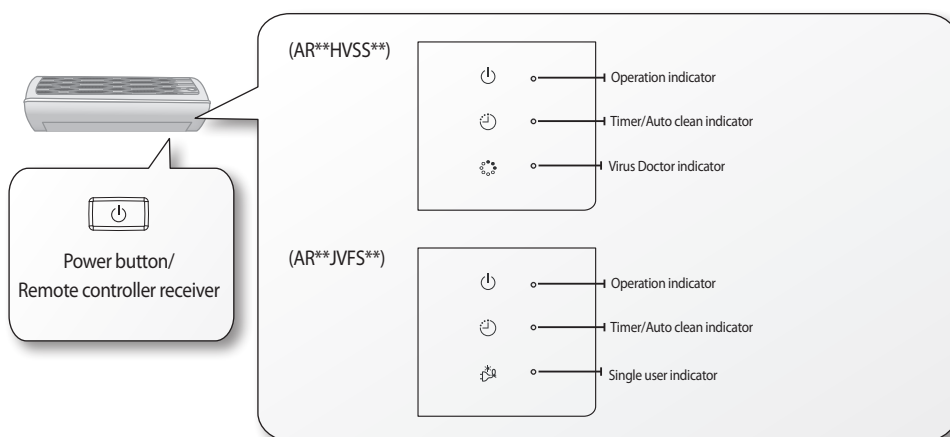 (AR**HVSS**)
Operation indicator
Timer/Auto clean indicator
Virus Doctor indicator
Power button/
Remote controller receiver
(AR**JVFS**)
Operation indicator
Timer/Auto clean indicator
Single user indicator